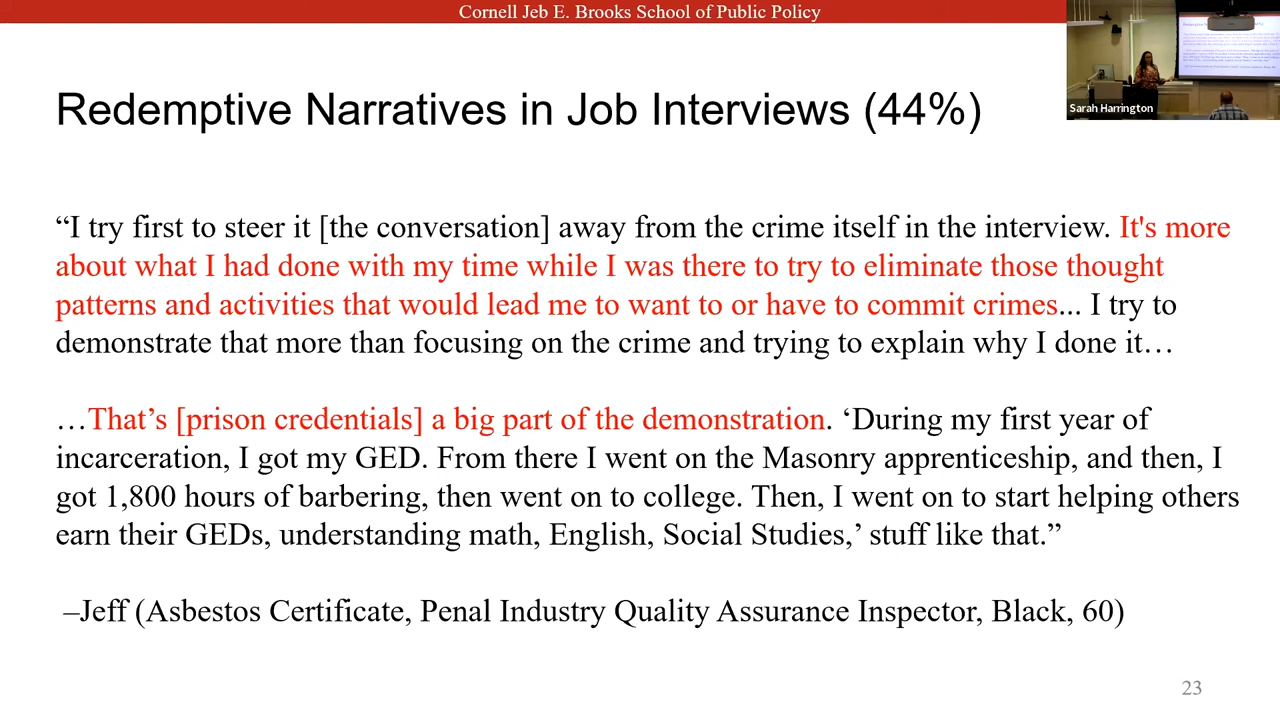 Cornell Jeb E. Brooks School of Public Policy
Sarah Harrington
Redemptive Narratives in Job Interviews (44%)
“I try first to steer it [the conversation] away from the crime itself in the interview. It's more
about what I had done with my time while I was there to try to eliminate those thought
patterns and activities that would lead me to want to or have to commit crimes... I try to
demonstrate that more than focusing on the crime and trying to explain why I done it…
…That’s [prison credentials] a big part of the demonstration. ‘During my first year of
incarceration, I got my GED. From there I went on the Masonry apprenticeship, and then, I
got 1,800 hours of barbering, then went on to college. Then, I went on to start helping others
earn their GEDs, understanding math, English, Social Studies,’ stuff like that.”
–Jeff (Asbestos Certificate, Penal Industry Quality Assurance Inspector, Black, 60)
23